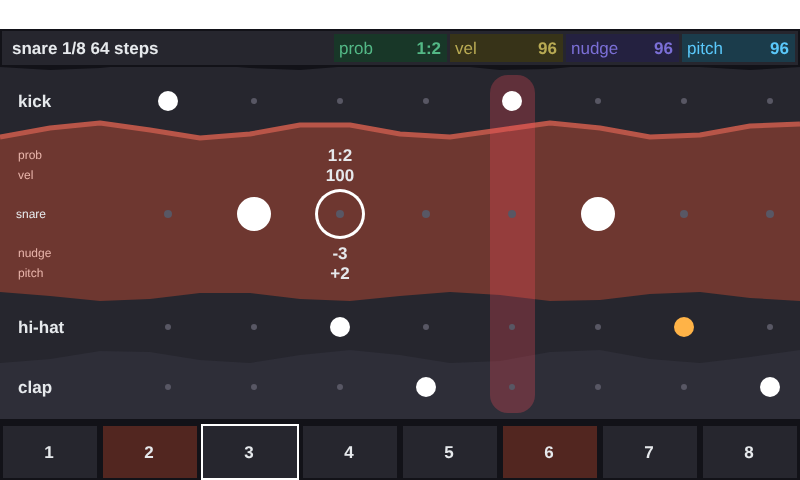 snare 1/8 64 steps prob 1:2 vel 96 nudge 96 pitch 96
kick
prob 1:2
vel 100
snare
nudge -3
pitch +2
hi-hat
clap
1 2 3 4 5 6 7 8